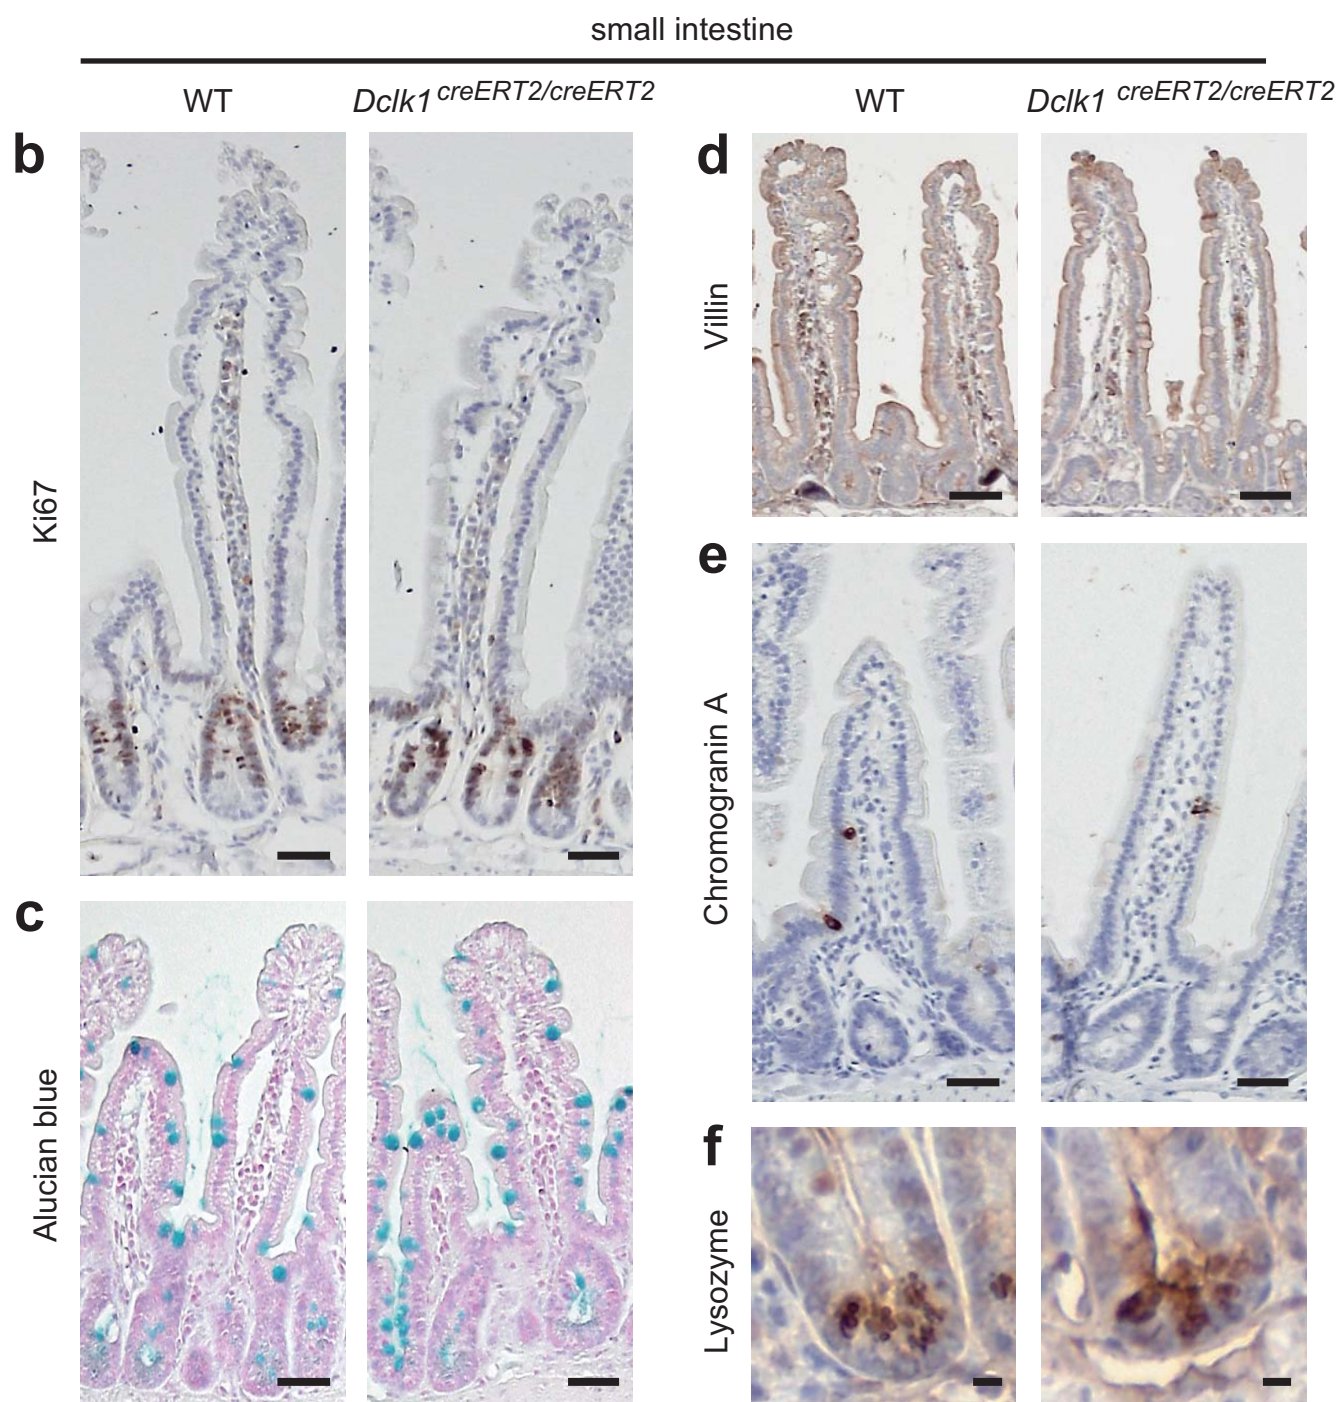 small intestine
WT
Dclk1 creERT2/creERT2
WT
Dclk1 creERT2/creERT2
b
Ki67
c
Alucian blue
d
Villin
e
Chromogranin A
f
Lysozyme